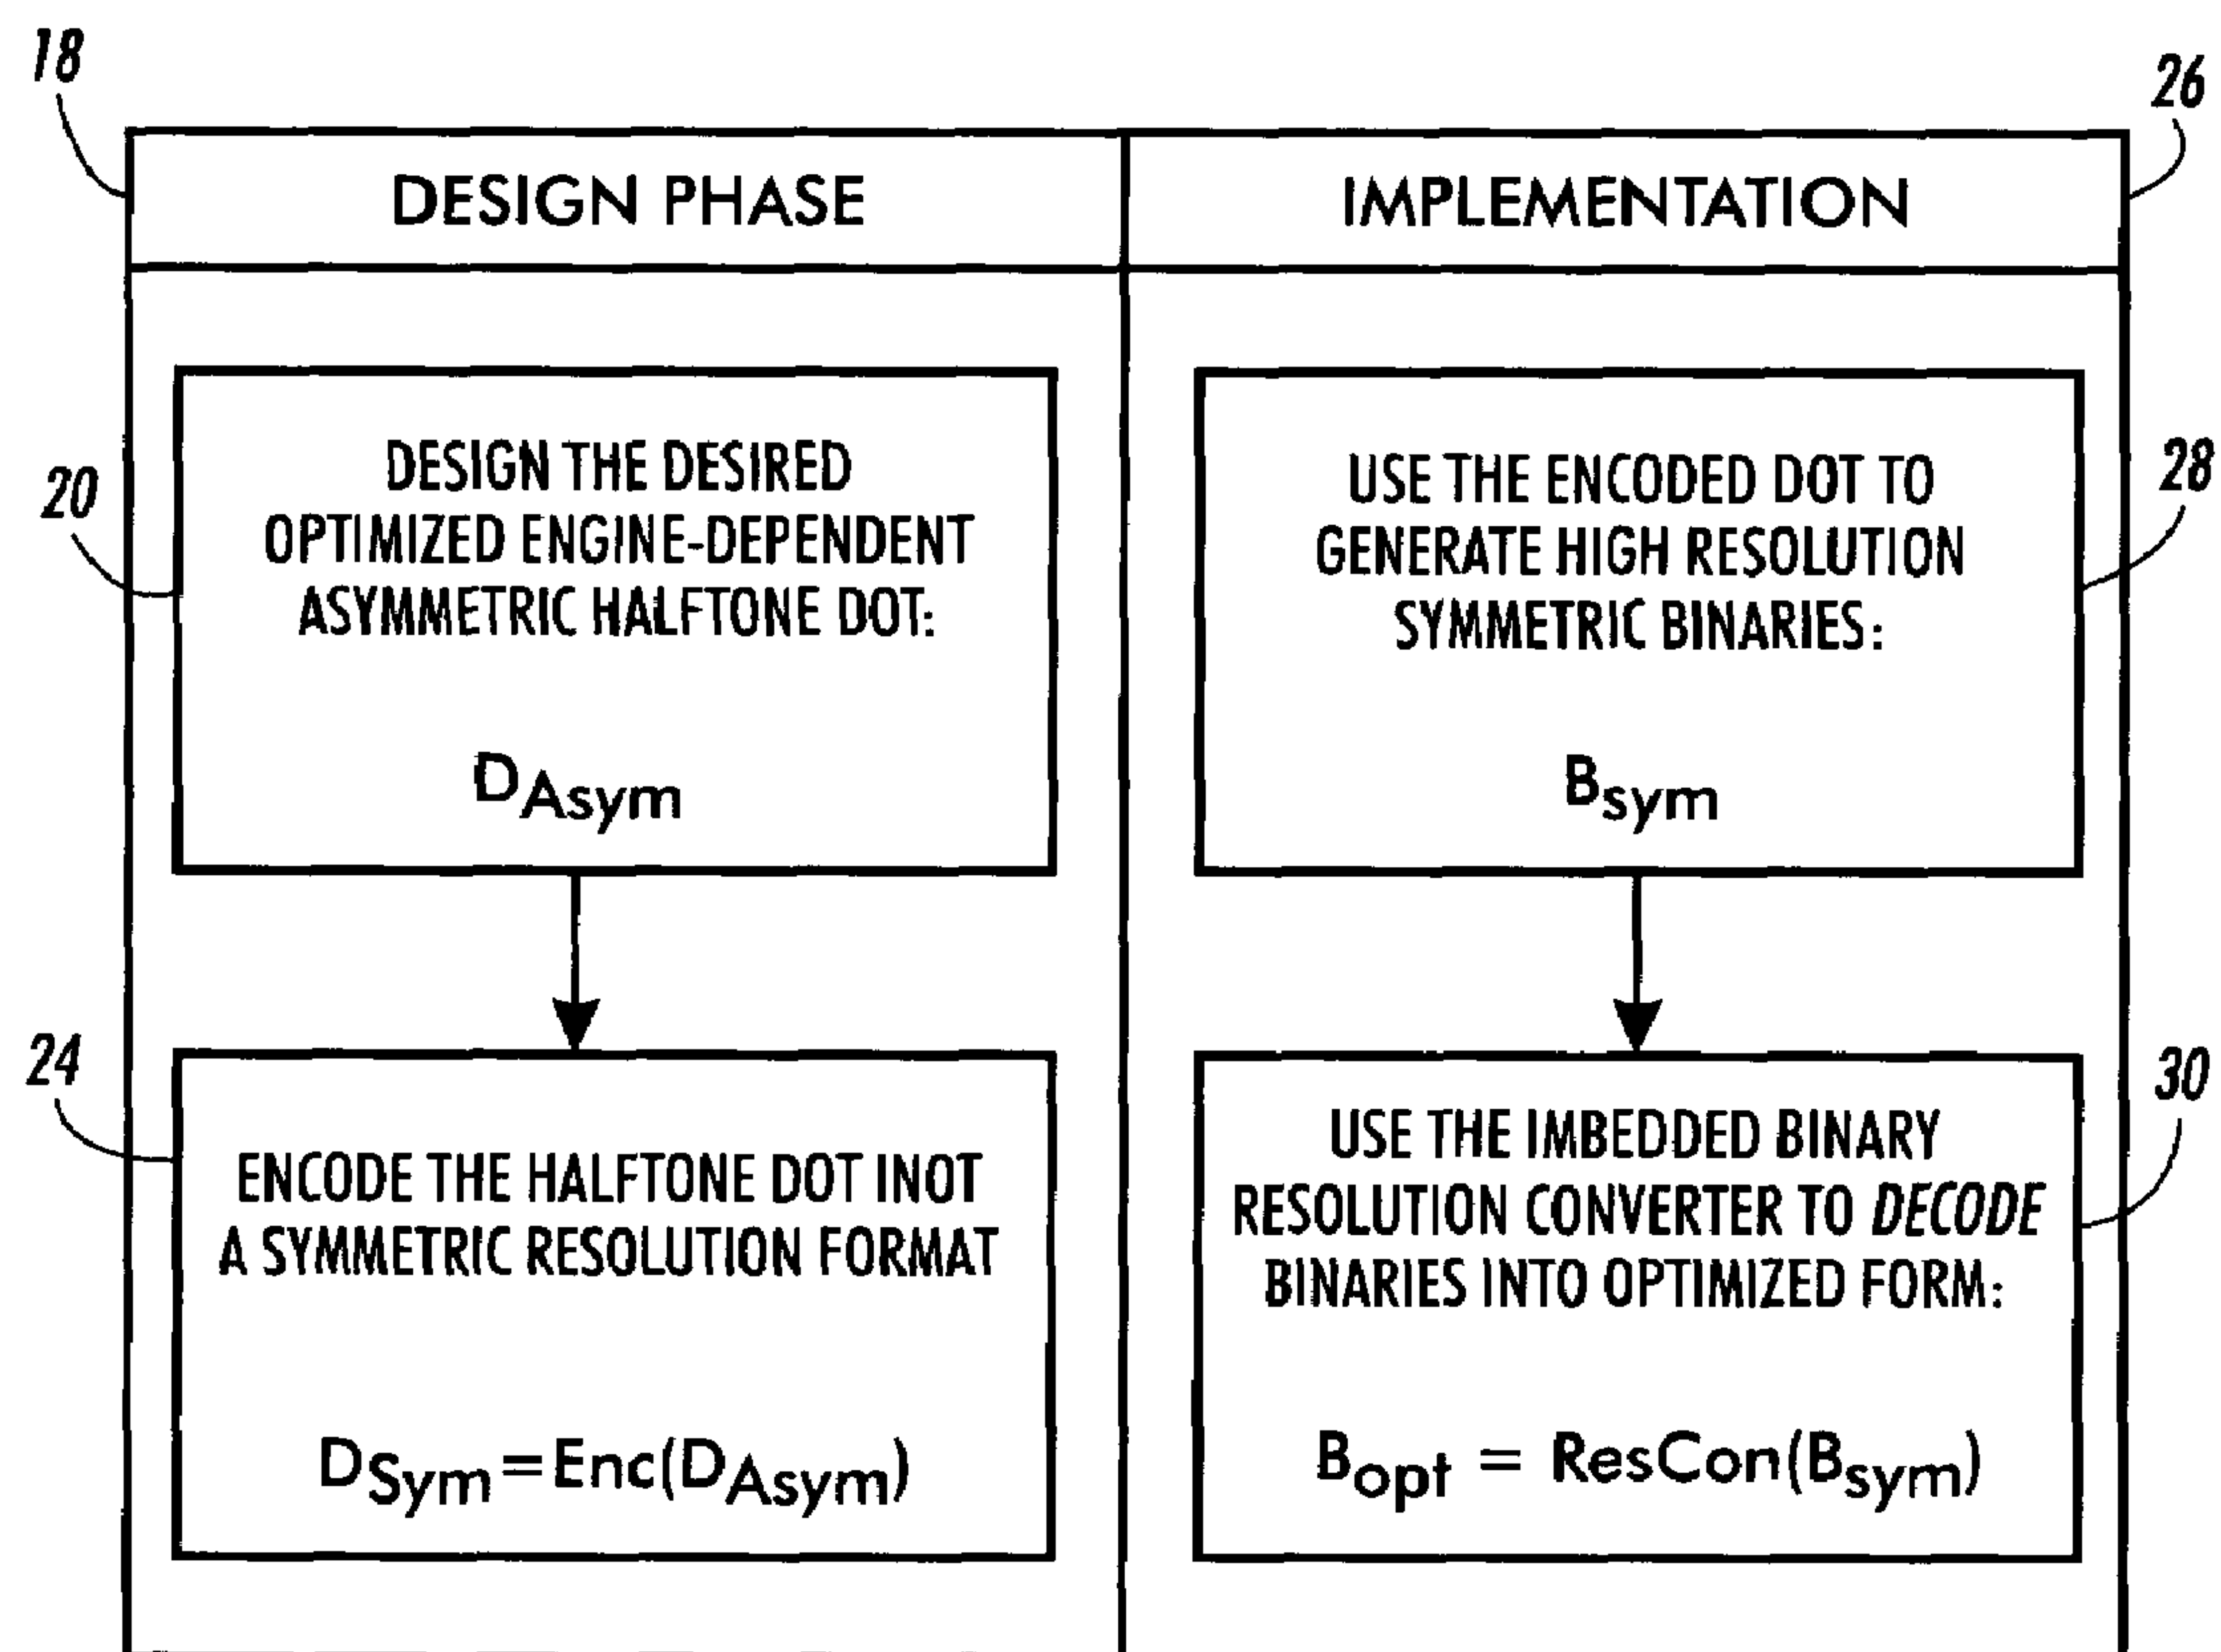 18
26
DESIGN PHASE
IMPLEMENTATION
20
DESIGN THE DESIRED
OPTIMIZED ENGINE-DEPENDENT
ASYMMETRIC HALFTONE DOT:
DAsym
28
USE THE ENCODED DOT TO
GENERATE HIGH RESOLUTION
SYMMETRIC BINARIES:
Bsym
24
ENCODE THE HALFTONE DOT INOT
A SYMMETRIC RESOLUTION FORMAT
DSym=Enc(DAsym)
30
USE THE IMBEDDED BINARY
RESOLUTION CONVERTER TO DECODE
BINARIES INTO OPTIMIZED FORM:
Bopt = ResCon(Bsym)